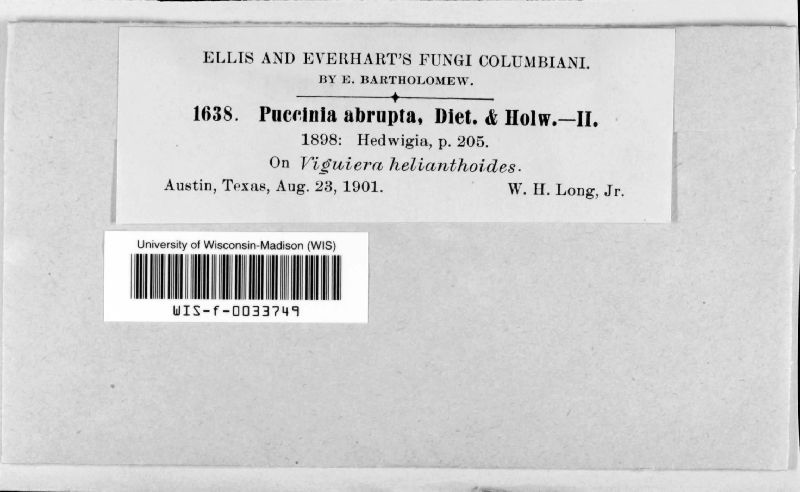 ELLIS AND EVERHART'S FUNGI COLUMBIANI.
BY E. BARTHOLOMEW.
1638. Puccinia abrupta, Diet. & Holw.—II.
1898: Hedwigia, p. 205.
On Viguiera helianthoides.
Austin, Texas, Aug. 23, 1901. W. H. Long, Jr.
University of Wisconsin-Madison (WIS)
WIS-f-0033749